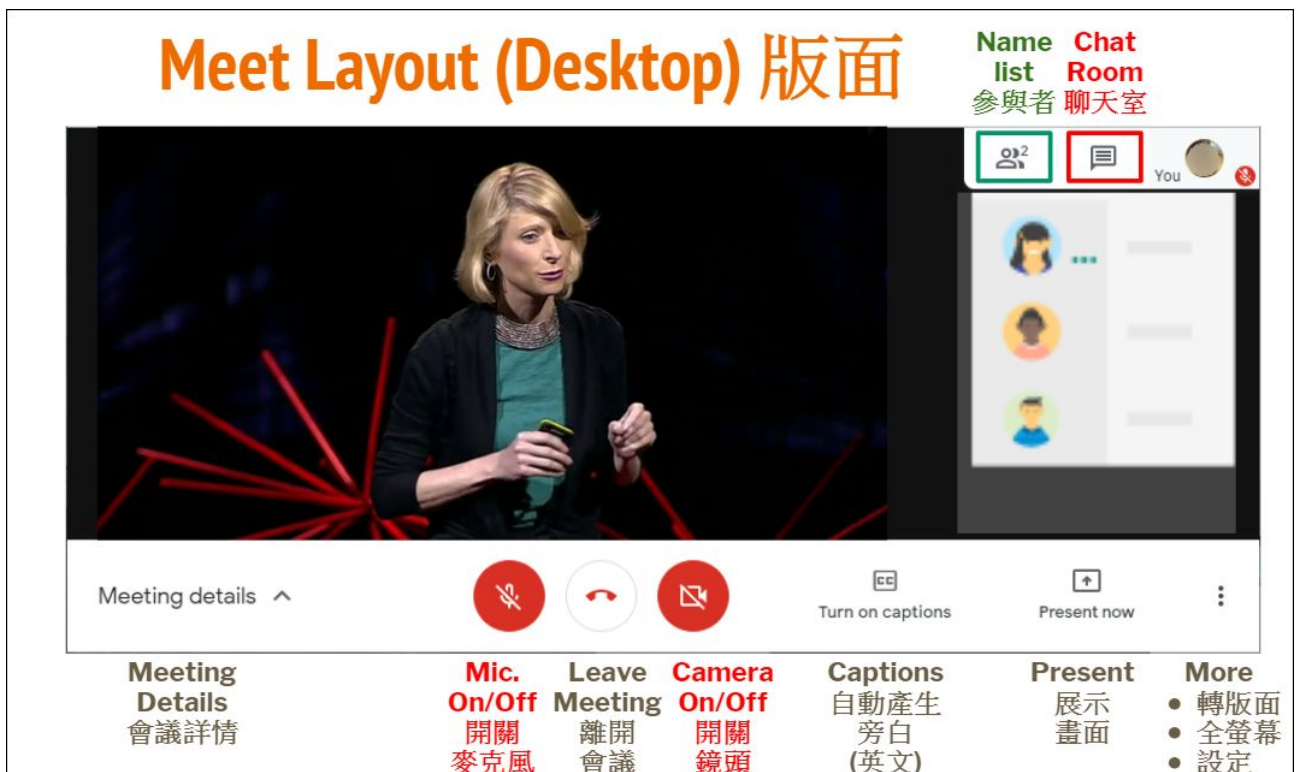 Meet Layout (Desktop) 版面
Name
list
參與者
Chat
Room
聊天室
2
You
Meeting details
CC
Turn on captions
Present now
Meeting
Details
會議詳情
Mic.
On/Off
開關
麥克風
Leave
Meeting
離開
會議
Camera
On/Off
開關
鏡頭
Captions
自動產生
旁白
(英文)
Present
展示
畫面
More
● 轉版面
● 全螢幕
● 設定